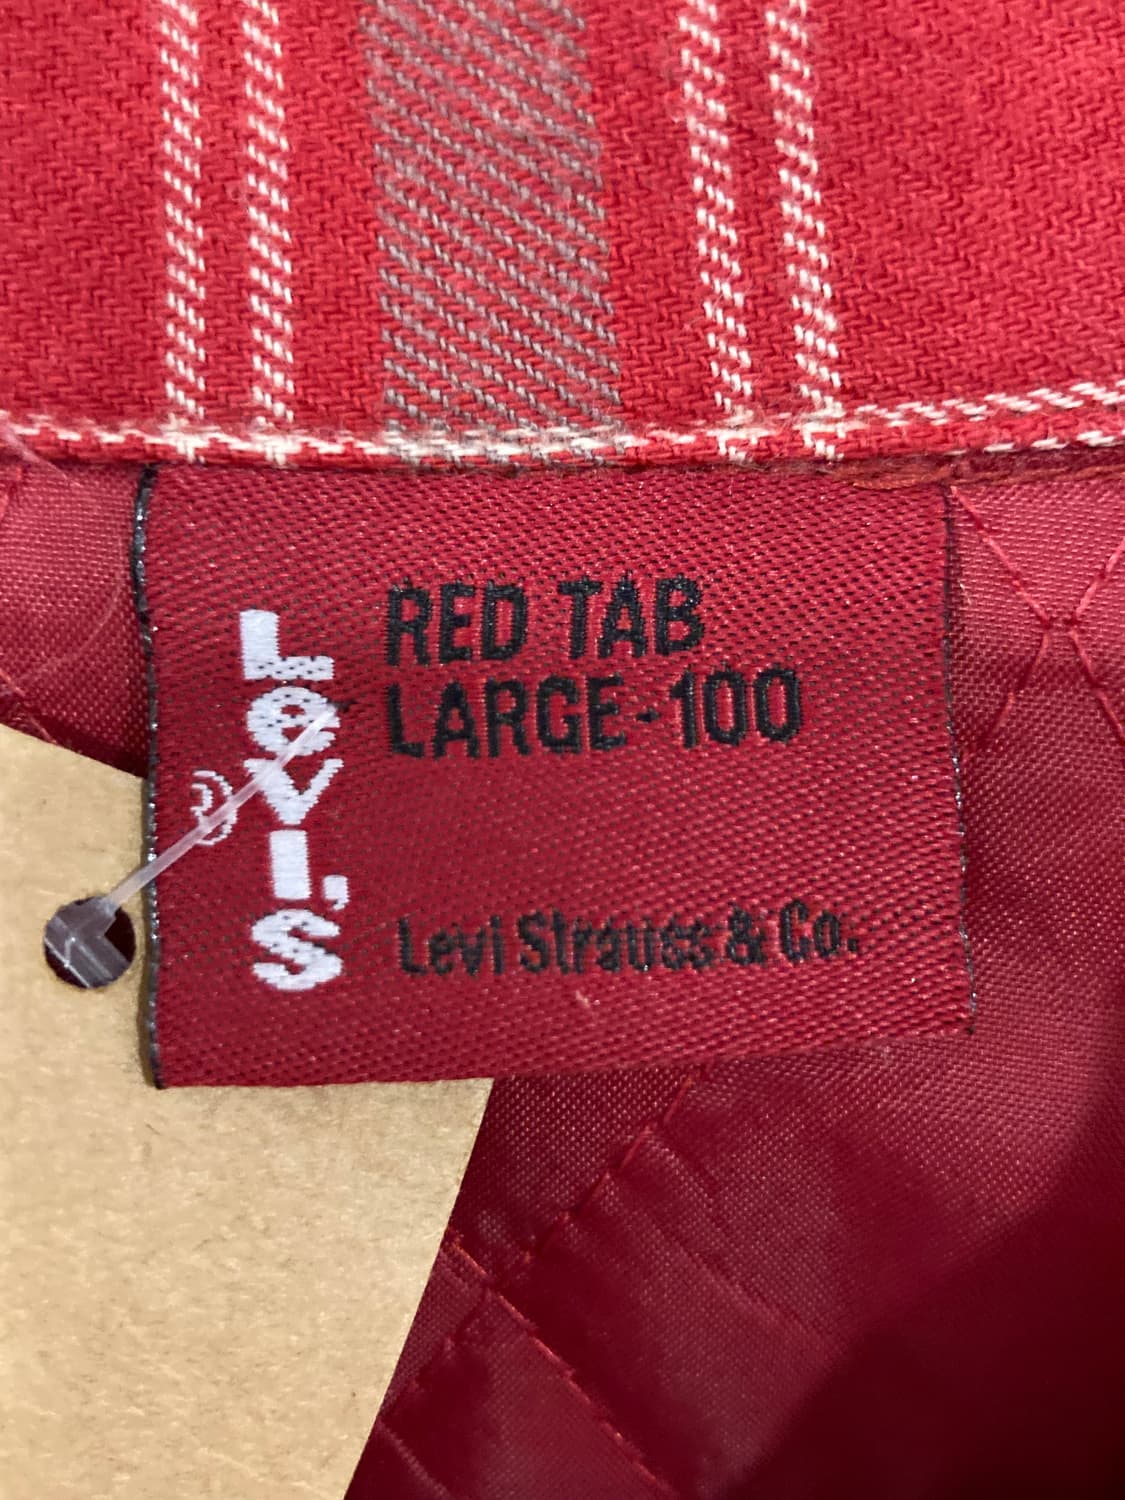 RED TAB
LARGE-100
Levi's
Levi Strauss & Co.